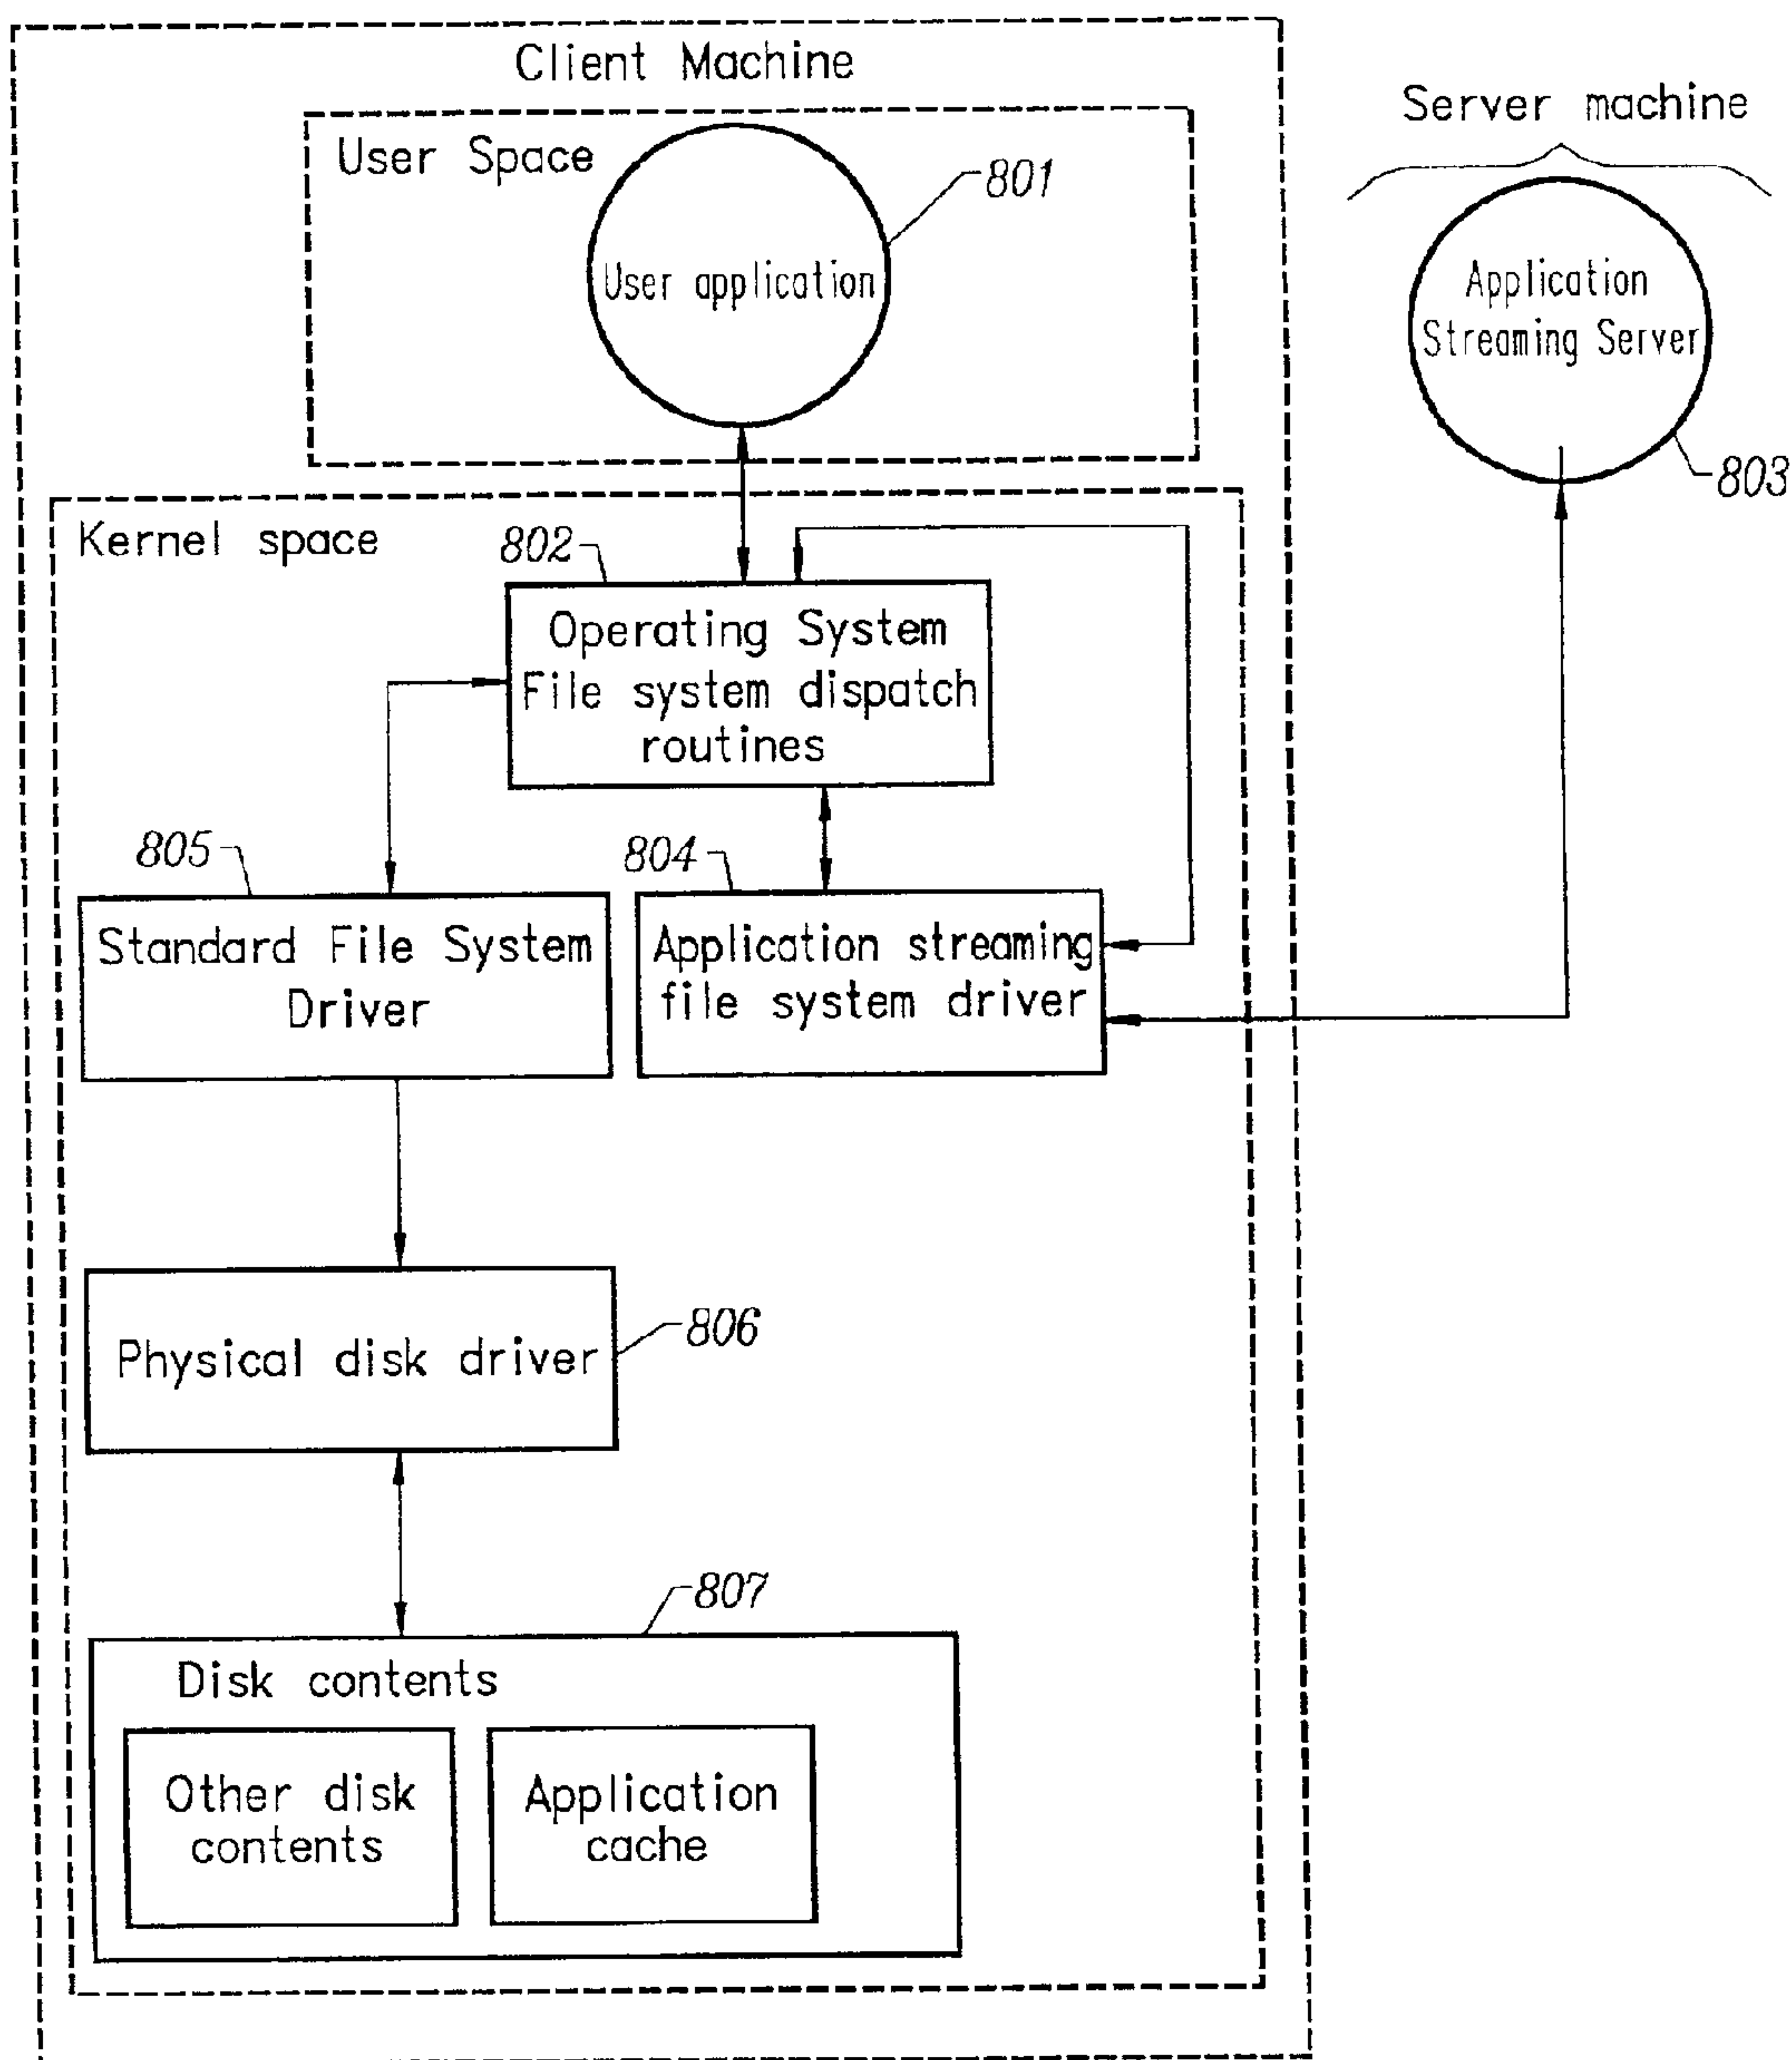 Client Machine
Server machine
User Space
801
User application
Application
Streaming Server
803
Kernel space
802
Operating System
File system dispatch
routines
805
804
Standard File System
Driver
Application streaming
file system driver
806
Physical disk driver
807
Disk contents
Other disk
contents
Application
cache